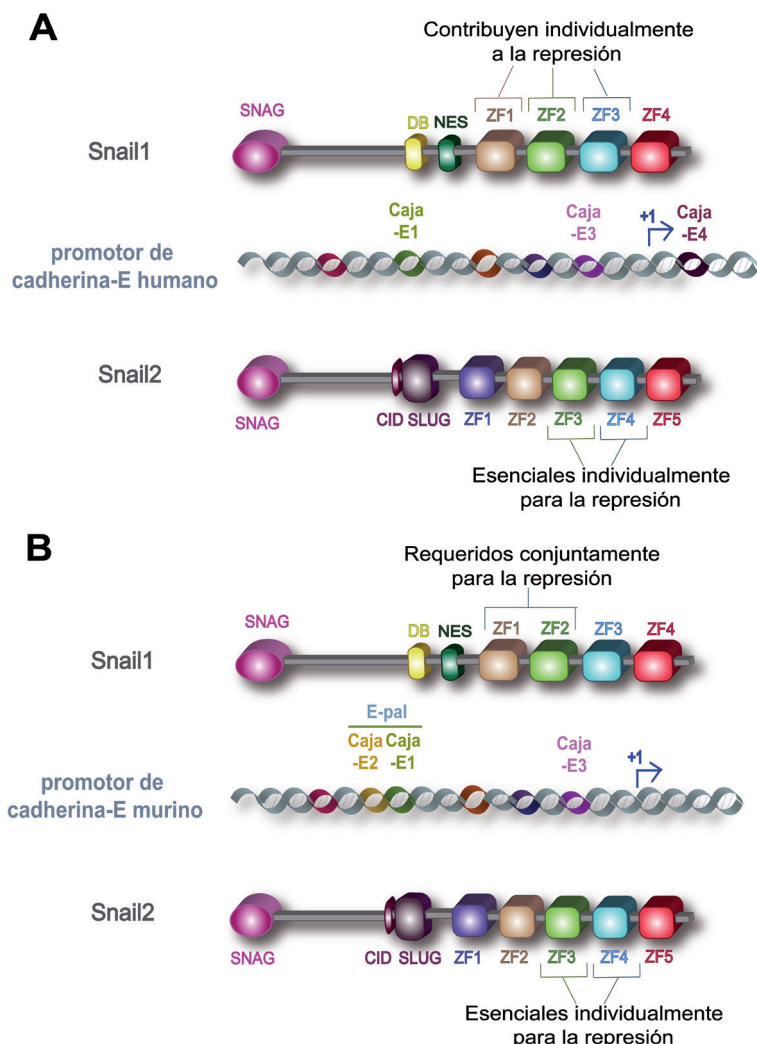 A
Contribuyen individualmente
a la represión
SNAG
DB NES ZF1 ZF2 ZF3 ZF4
Snail1
Caja
-E1
Caja
-E3
+1
Caja
-E4
promotor de
cadherina-E humano
Snail2
SNAG
CID SLUG ZF1 ZF2 ZF3 ZF4 ZF5
Esenciales individualmente
para la represión
B
Requeridos conjuntamente
para la represión
SNAG
DB NES ZF1 ZF2 ZF3 ZF4
Snail1
E-pal
Caja
-E2
Caja
-E1
Caja
-E3
+1
promotor de
cadherina-E murino
Snail2
SNAG
CID SLUG ZF1 ZF2 ZF3 ZF4 ZF5
Esenciales individualmente
para la represión